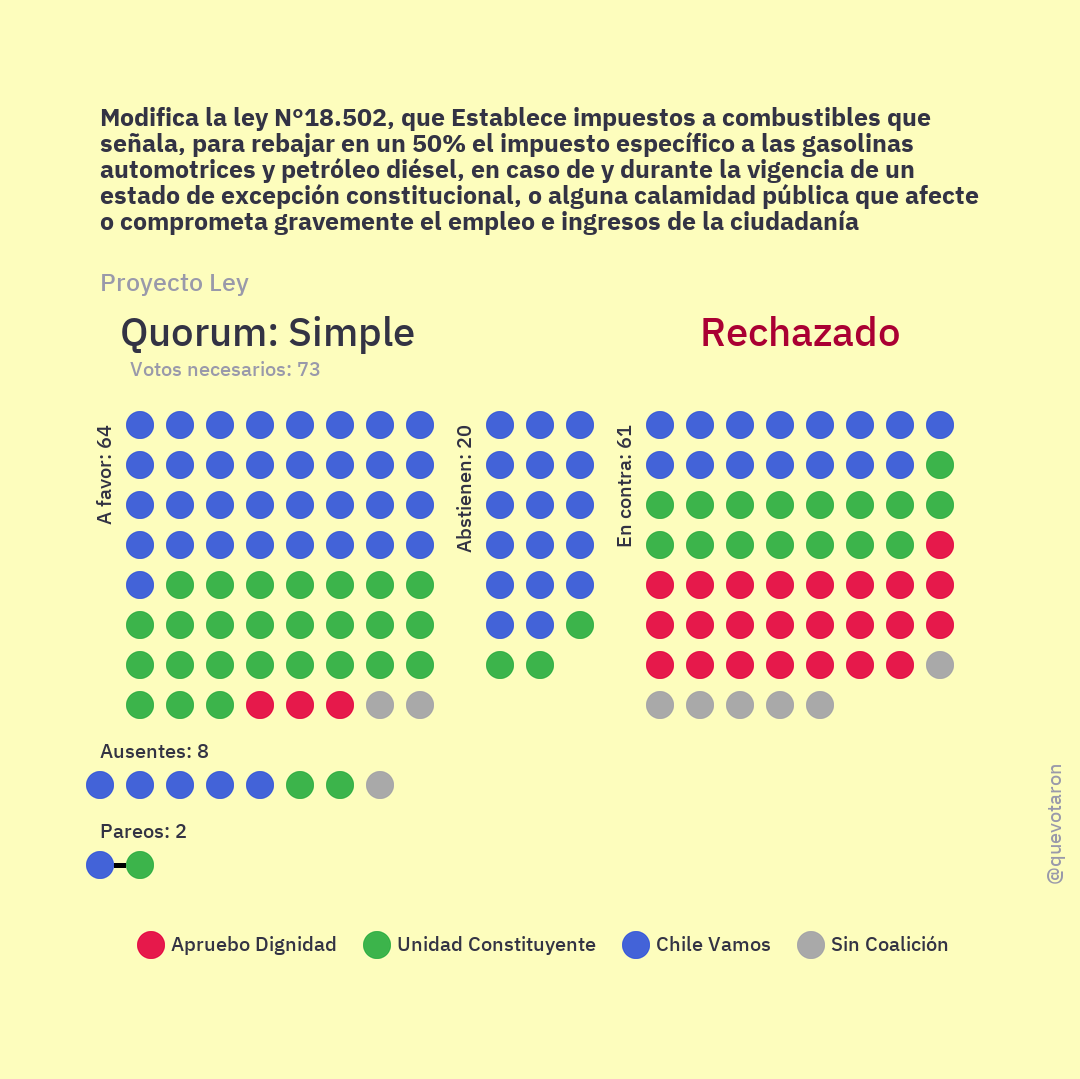 Modifica la ley N°18.502, que Establece impuestos a combustibles que
señala, para rebajar en un 50% el impuesto específico a las gasolinas
automotrices y petróleo diésel, en caso de y durante la vigencia de un
estado de excepción constitucional, o alguna calamidad pública que afecte
o comprometa gravemente el empleo e ingresos de la ciudadanía
Proyecto Ley
Quorum: Simple
Rechazado
Votos necesarios: 73
A favor: 64
Abstienen: 20
En contra: 61
Ausentes: 8
Pareos: 2
@quevotaron
Apruebo Dignidad
Unidad Constituyente
Chile Vamos
Sin Coalición